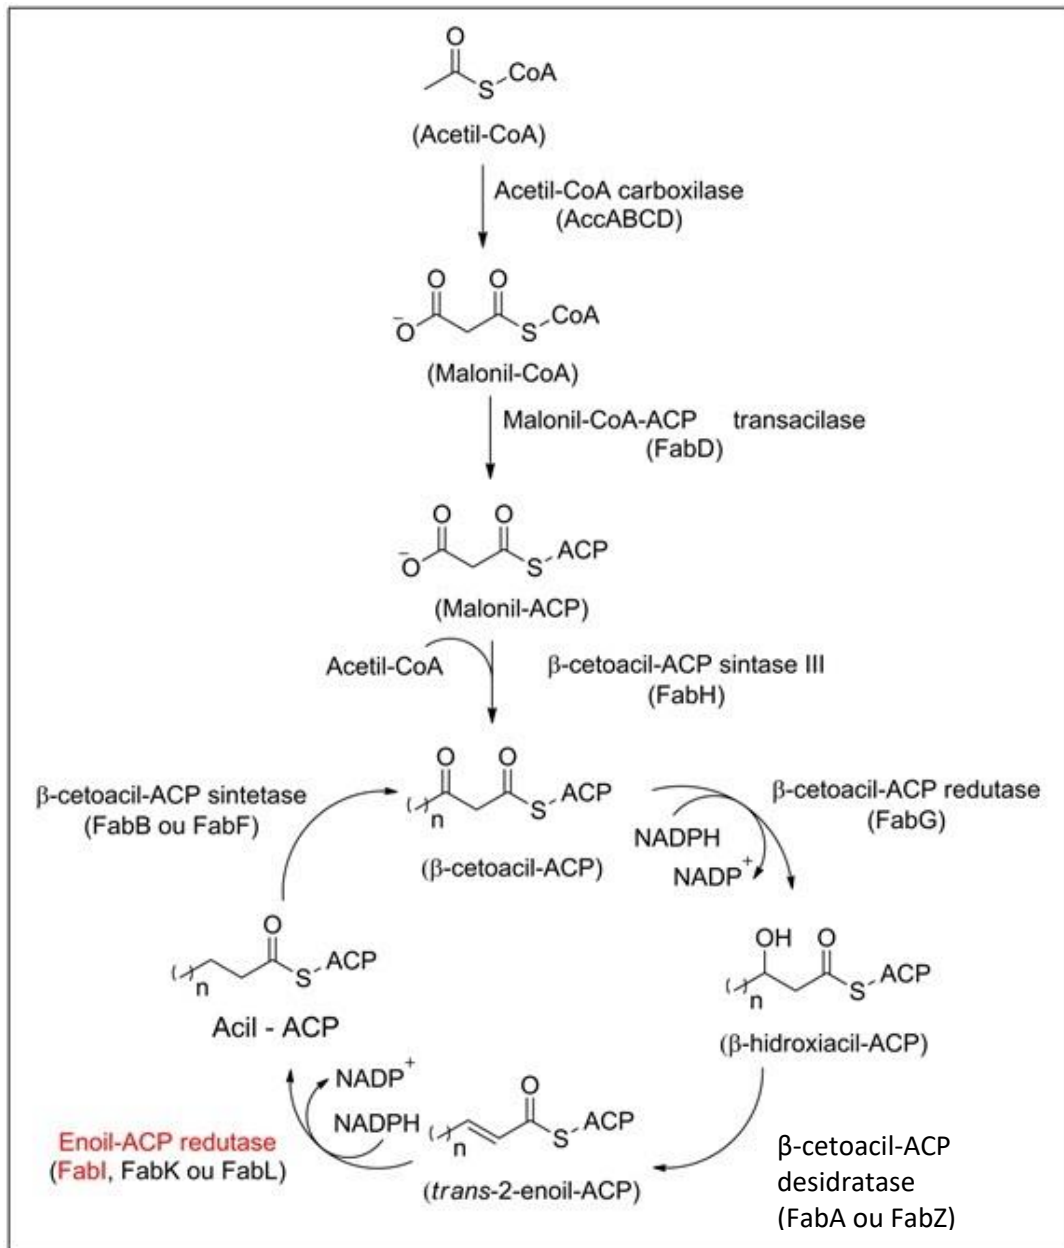 O
S CoA
(Acetil-CoA)
Acetil-CoA carboxilase
(AccABCD)
O O
⁻O S CoA
(Malonil-CoA)
Malonil-CoA-ACP transacilase
(FabD)
O O
⁻O S ACP
(Malonil-ACP)
Acetil-CoA
β-cetoacil-ACP sintase III
(FabH)
β-cetoacil-ACP sintetase
(FabB ou FabF)
O O
( ) n S ACP
(β-cetoacil-ACP)
β-cetoacil-ACP redutase
(FabG)
NADPH
NADP⁺
OH O
( ) n S ACP
(β-hidroxiacil-ACP)
O
( ) n S ACP
Acil - ACP
NADP⁺
NADPH
O
( ) n S ACP
(trans-2-enoil-ACP)
Enoil-ACP redutase
(FabI, FabK ou FabL)
β-cetoacil-ACP
desidratase
(FabA ou FabZ)